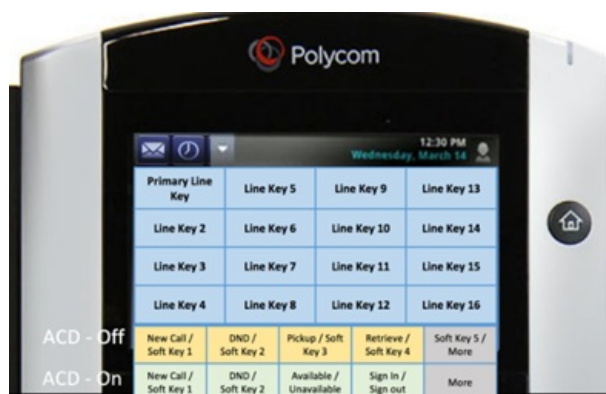 Polycom
12:30 PM
Wednesday, March 14
Primary Line Key
Line Key 5
Line Key 9
Line Key 13
Line Key 2
Line Key 6
Line Key 10
Line Key 14
Line Key 3
Line Key 7
Line Key 11
Line Key 15
Line Key 4
Line Key 8
Line Key 12
Line Key 16
ACD - Off
New Call /
Soft Key 1
DND /
Soft Key 2
Pickup / Soft
Key 3
Retrieve /
Soft Key 4
Soft Key 5 /
More
ACD - On
New Call /
Soft Key 1
DND /
Soft Key 2
Available /
Unavailable
Sign In /
Sign out
More